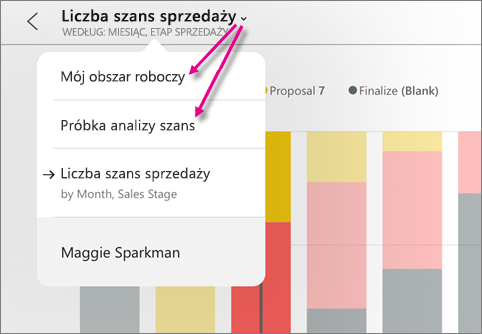 Liczba szans sprzedaży
WEDŁUG: MIESIĄC, ETAP SPRZEDAŻY
Mój obszar roboczy
Proposal 7 Finalize (Blank)
Próbka analizy szans
Liczba szans sprzedaży
by Month, Sales Stage
Maggie Sparkman